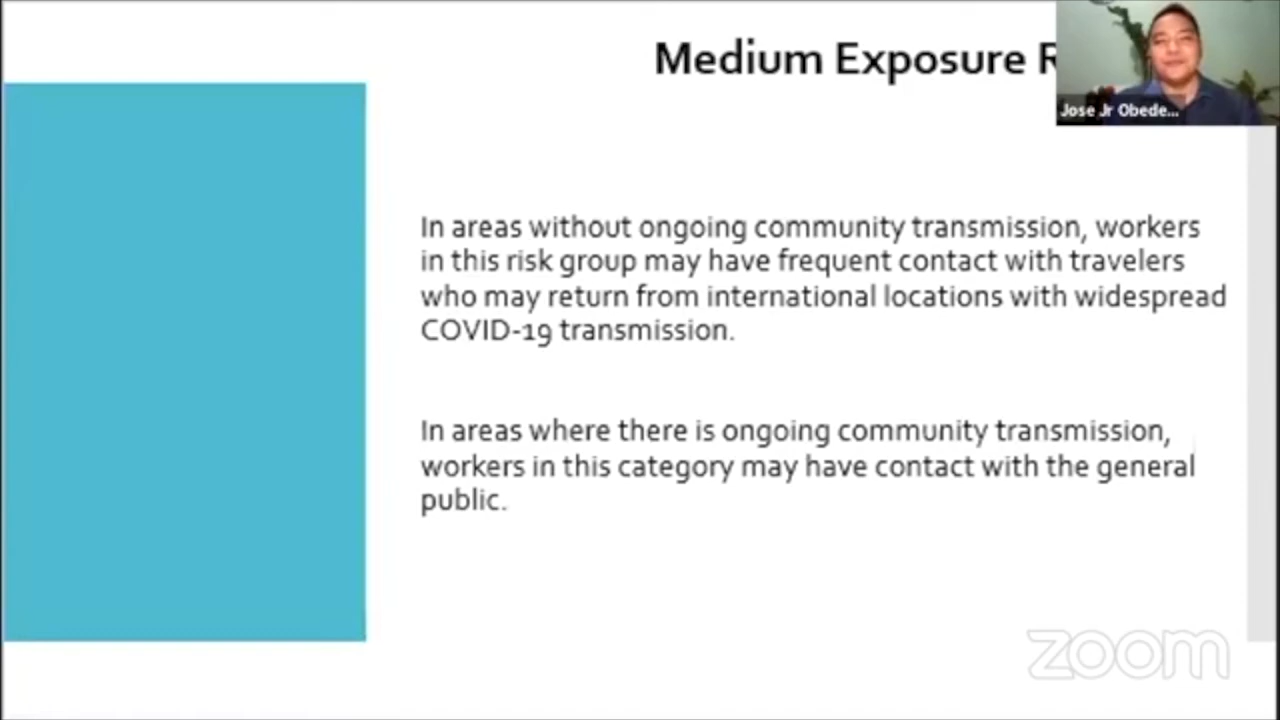 Medium Exposure R
Jose Jr Obede...
In areas without ongoing community transmission, workers
in this risk group may have frequent contact with travelers
who may return from international locations with widespread
COVID-19 transmission.
In areas where there is ongoing community transmission,
workers in this category may have contact with the general
public.
zoom